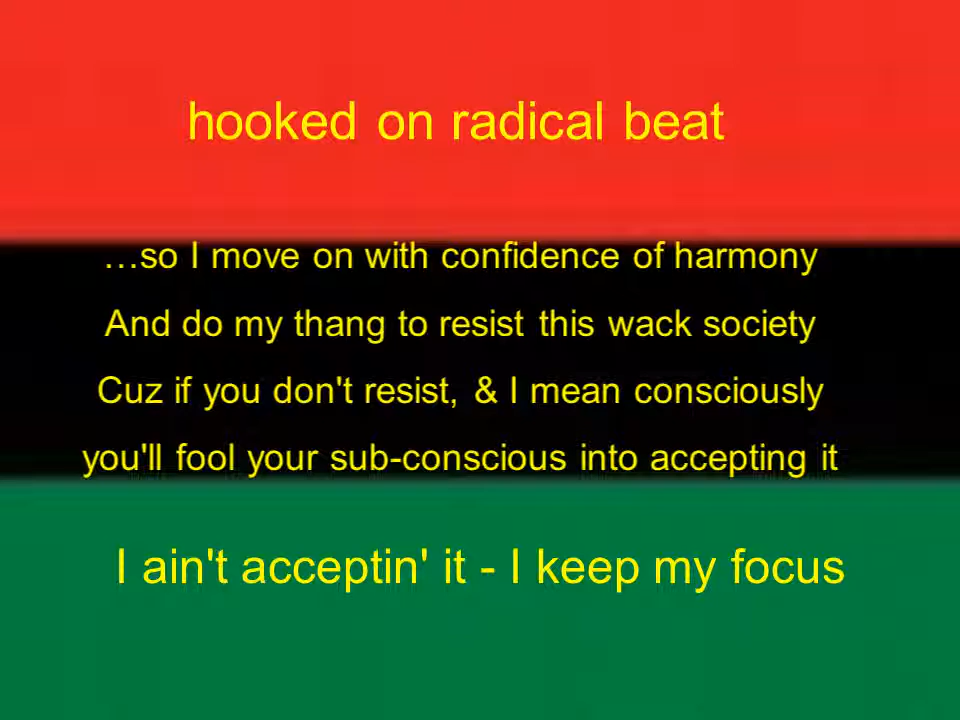 hooked on radical beat
…so I move on with confidence of harmony
And do my thang to resist this wack society
Cuz if you don't resist, & I mean consciously
you'll fool your sub-conscious into accepting it
I ain't acceptin' it - I keep my focus